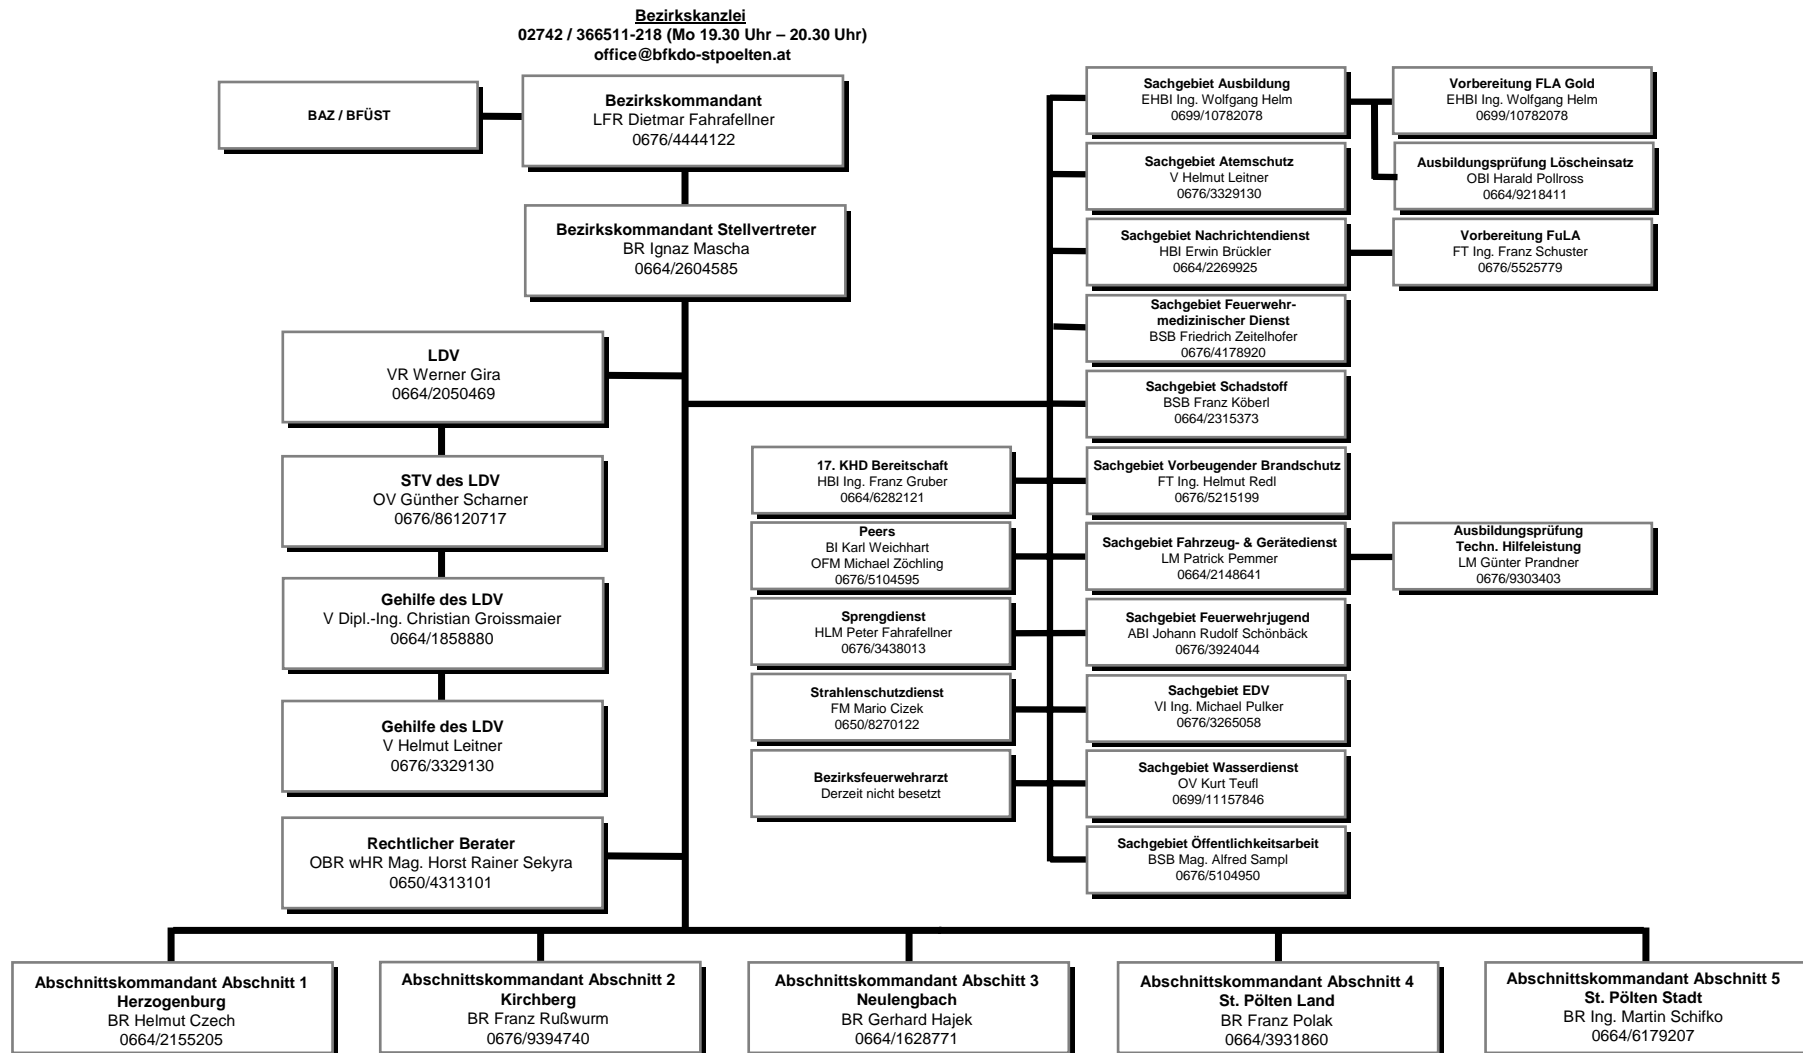 Bezirkskanzlei
02742 / 366511-218 (Mo 19.30 Uhr – 20.30 Uhr)
office@bfkdo-stpoelten.at
BAZ / BFÜST
Bezirkskommandant
LFR Dietmar Fahrafellner
0676/4444122
Bezirkskommandant Stellvertreter
BR Ignaz Mascha
0664/2604585
LDV
VR Werner Gira
0664/2050469
STV des LDV
OV Günther Scharner
0676/86120717
Gehilfe des LDV
V Dipl.-Ing. Christian Groissmaier
0664/1858880
Gehilfe des LDV
V Helmut Leitner
0676/3329130
Rechtlicher Berater
OBR wHR Mag. Horst Rainer Sekyra
0650/4313101
17. KHD Bereitschaft
HBI Ing. Franz Gruber
0664/6282121
Peers
BI Karl Weichhart
OFM Michael Zöchling
0676/5104595
Sprengdienst
HLM Peter Fahrafellner
0676/3438013
Strahlenschutzdienst
FM Mario Cizek
0650/8270122
Bezirksfeuerwehrarzt
Derzeit nicht besetzt
Sachgebiet Ausbildung
EHBI Ing. Wolfgang Helm
0699/10782078
Sachgebiet Atemschutz
V Helmut Leitner
0676/3329130
Sachgebiet Nachrichtendienst
HBI Erwin Brückler
0664/2269925
Sachgebiet Feuerwehr-
medizinischer Dienst
BSB Friedrich Zeitelhofer
0676/4178920
Sachgebiet Schadstoff
BSB Franz Köberl
0664/2315373
Sachgebiet Vorbeugender Brandschutz
FT Ing. Helmut Redl
0676/5215199
Sachgebiet Fahrzeug- & Gerätedienst
LM Patrick Pemmer
0664/2148641
Sachgebiet Feuerwehrjugend
ABI Johann Rudolf Schönbäck
0676/3924044
Sachgebiet EDV
VI Ing. Michael Pulker
0676/3265058
Sachgebiet Wasserdienst
OV Kurt Teufl
0699/11157846
Sachgebiet Öffentlichkeitsarbeit
BSB Mag. Alfred Sampl
0676/5104950
Vorbereitung FLA Gold
EHBI Ing. Wolfgang Helm
0699/10782078
Ausbildungsprüfung Löscheinsatz
OBI Harald Pollross
0664/9218411
Vorbereitung FuLA
FT Ing. Franz Schuster
0676/5525779
Ausbildungsprüfung
Techn. Hilfeleistung
LM Günter Prandner
0676/9303403
Abschnittskommandant Abschnitt 1
Herzogenburg
BR Helmut Czech
0664/2155205
Abschnittskommandant Abschnitt 2
Kirchberg
BR Franz Rußwurm
0676/9394740
Abschnittskommandant Abschitt 3
Neulengbach
BR Gerhard Hajek
0664/1628771
Abschnittskommandant Abschnitt 4
St. Pölten Land
BR Franz Polak
0664/3931860
Abschnittskommandant Abschnitt 5
St. Pölten Stadt
BR Ing. Martin Schifko
0664/6179207